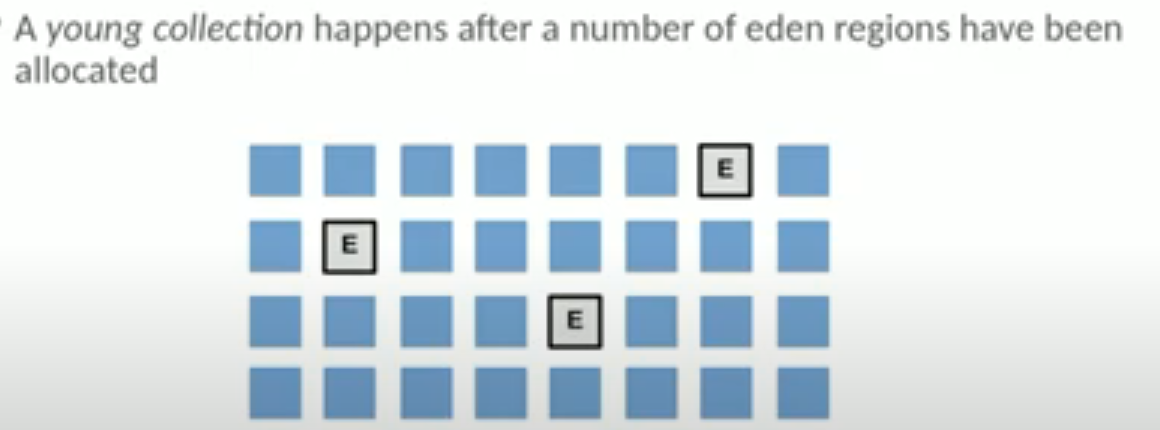 A young collection happens after a number of eden regions have been
allocated
E
E
E